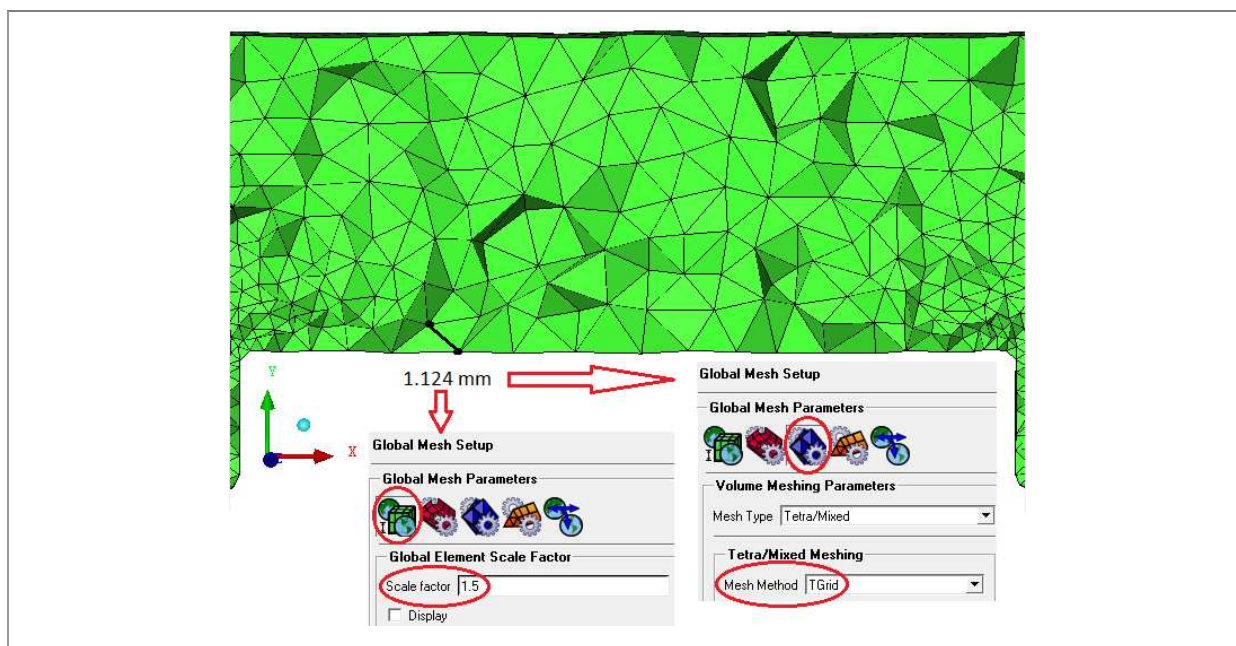 Y
X
1.124 mm
Global Mesh Setup
Global Mesh Parameters
I
Global Element Scale Factor
Scale factor 1.5
Display
Global Mesh Setup
Global Mesh Parameters
I
Volume Meshing Parameters
Mesh Type Tetra/Mixed
Tetra/Mixed Meshing
Mesh Method TGrid